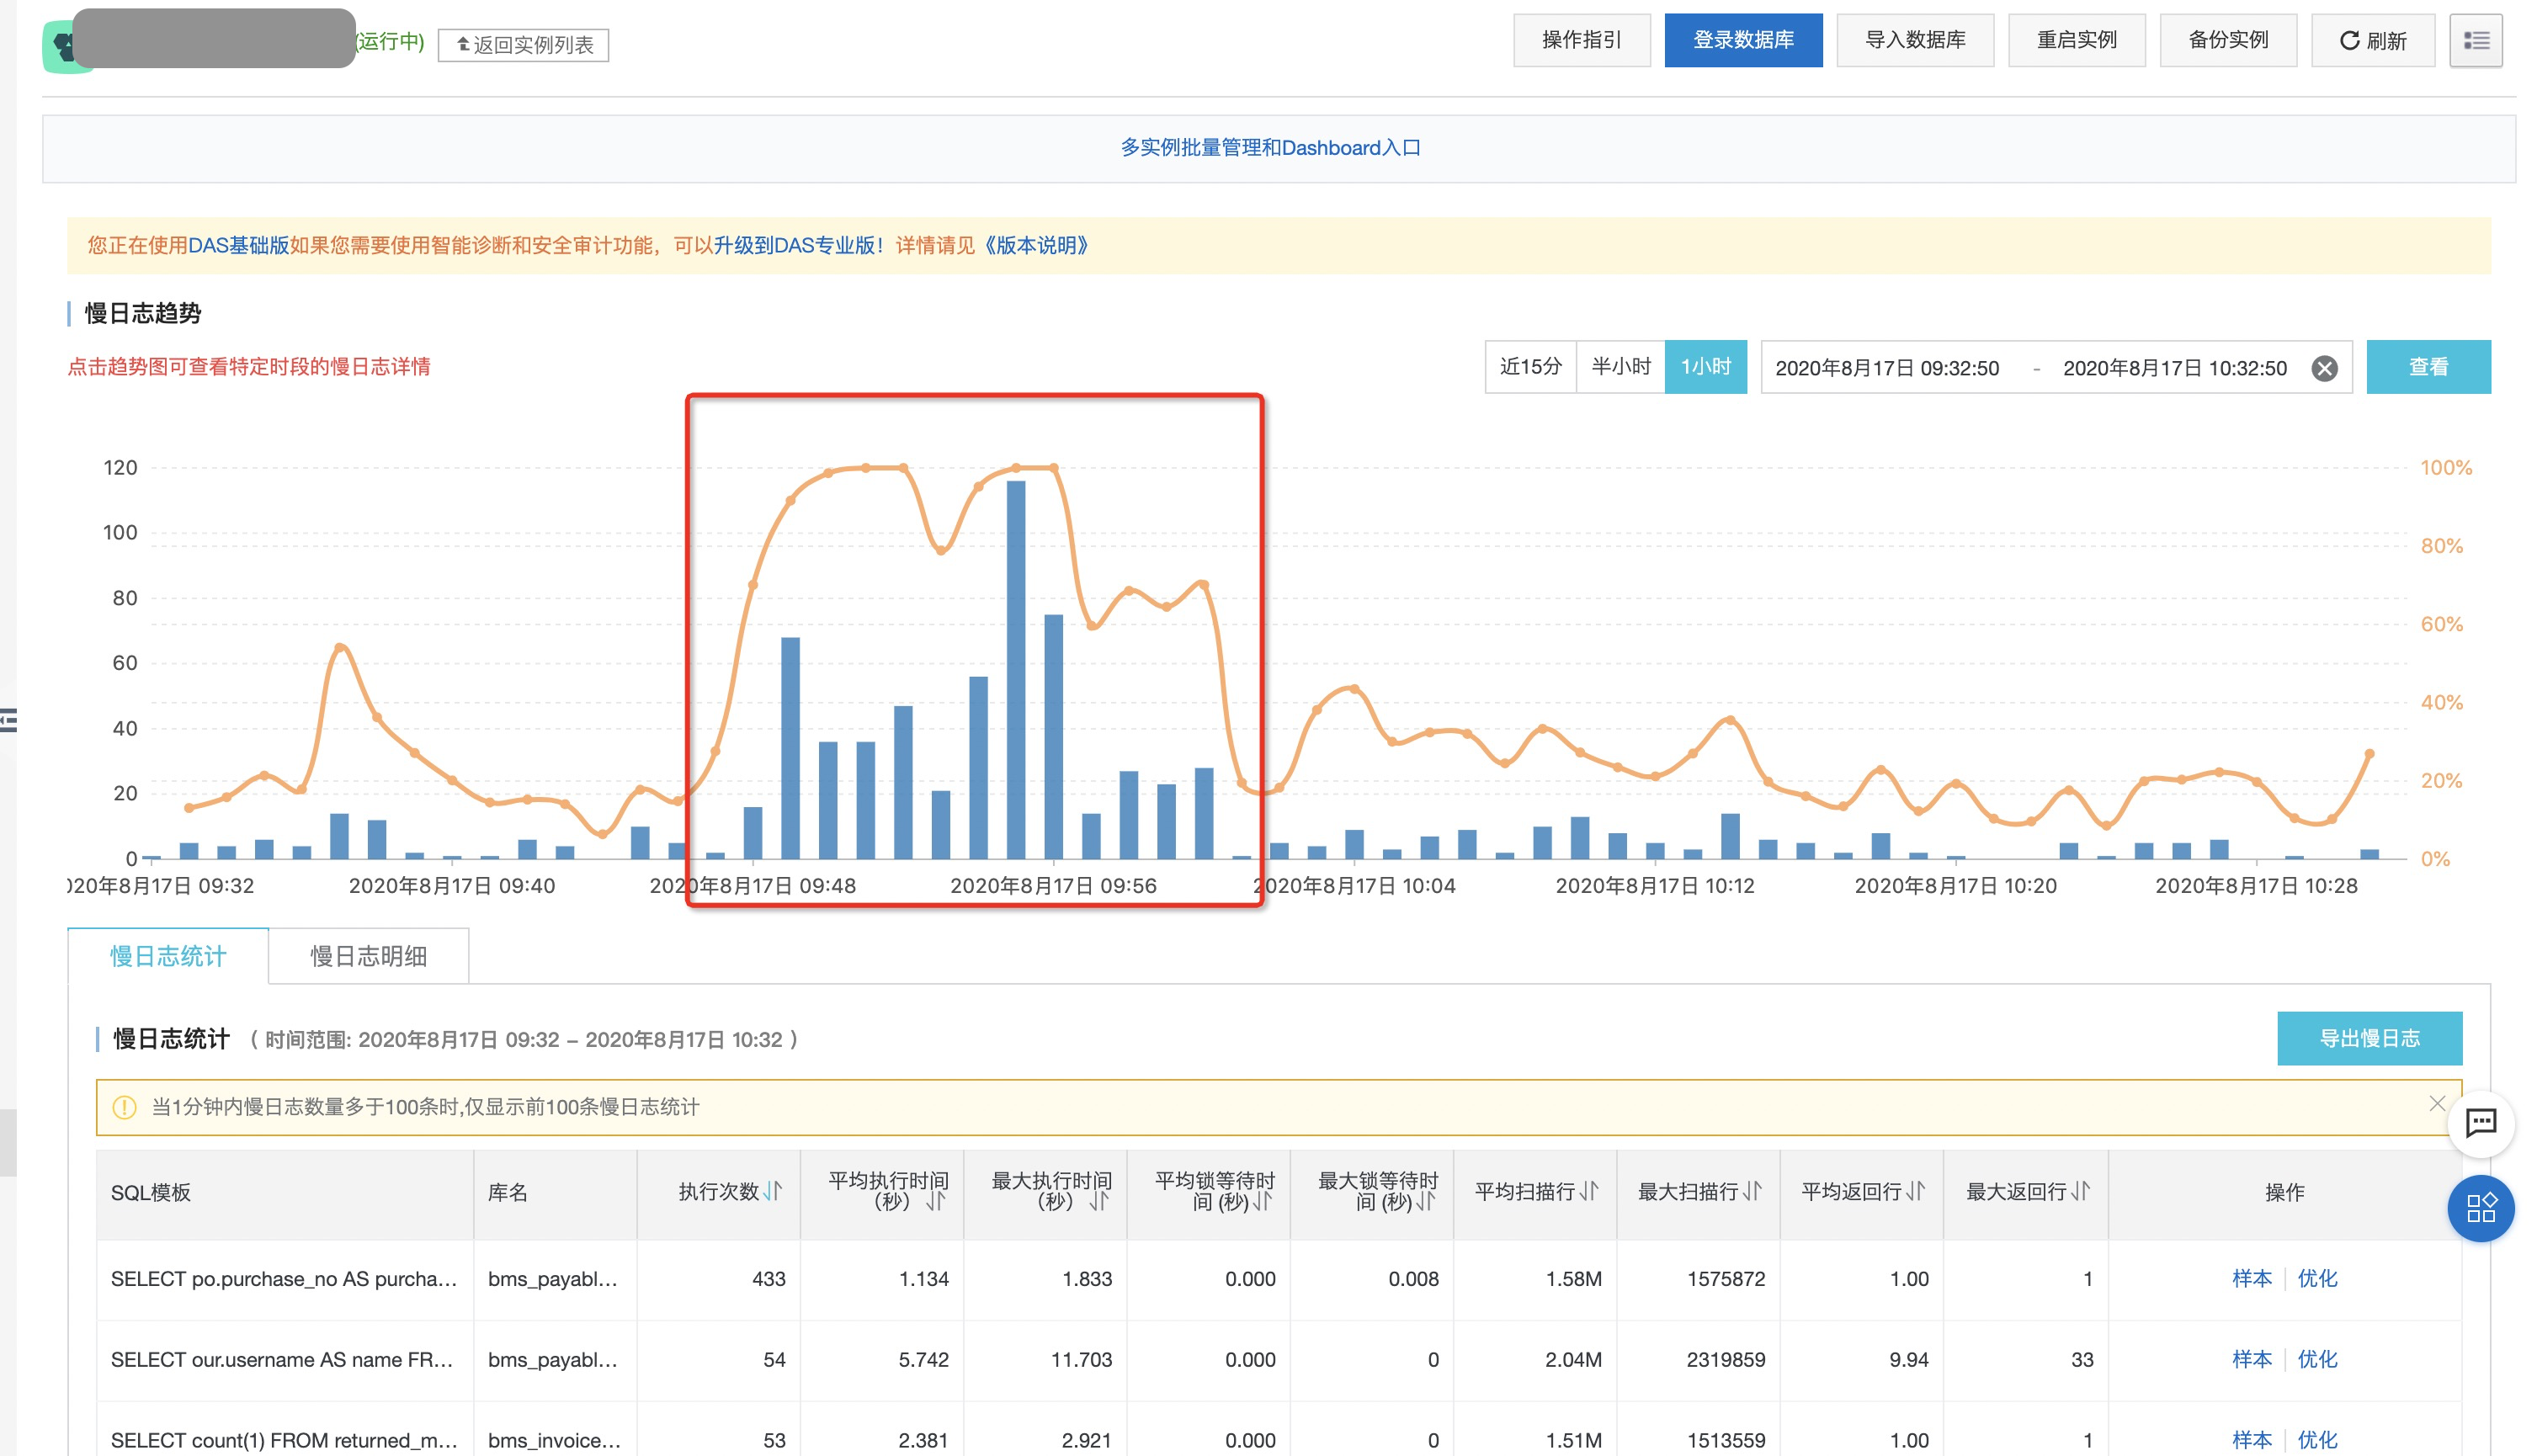 (运行中) 返回实例列表 操作指引 登录数据库 导入数据库 重启实例 备份实例 刷新
多实例批量管理和Dashboard入口
您正在使用DAS基础版如果您需要使用智能诊断和安全审计功能，可以升级到DAS专业版！详情请见《版本说明》
慢日志趋势
点击趋势图可查看特定时段的慢日志详情
近15分 半小时 1小时 2020年8月17日 09:32:50 - 2020年8月17日 10:32:50 查看
120 100%
100
80%
80
60%
60
40%
40
20%
20
0 0%
020年8月17日 09:32 2020年8月17日 09:40 2020年8月17日 09:48 2020年8月17日 09:56 2020年8月17日 10:04 2020年8月17日 10:12 2020年8月17日 10:20 2020年8月17日 10:28
慢日志统计 慢日志明细
慢日志统计 ( 时间范围: 2020年8月17日 09:32 – 2020年8月17日 10:32 ) 导出慢日志
当1分钟内慢日志数量多于100条时,仅显示前100条慢日志统计
SQL模板 库名 执行次数 平均执行时间（秒） 最大执行时间（秒） 平均锁等待时间 (秒) 最大锁等待时间 (秒) 平均扫描行 最大扫描行 平均返回行 最大返回行 操作
SELECT po.purchase_no AS purcha... bms_payabl... 433 1.134 1.833 0.000 0.008 1.58M 1575872 1.00 1 样本 优化
SELECT our.username AS name FR... bms_payabl... 54 5.742 11.703 0.000 0 2.04M 2319859 9.94 33 样本 优化
SELECT count(1) FROM returned_m... bms_invoice... 53 2.381 2.921 0.000 0 1.51M 1513559 1.00 1 样本 优化